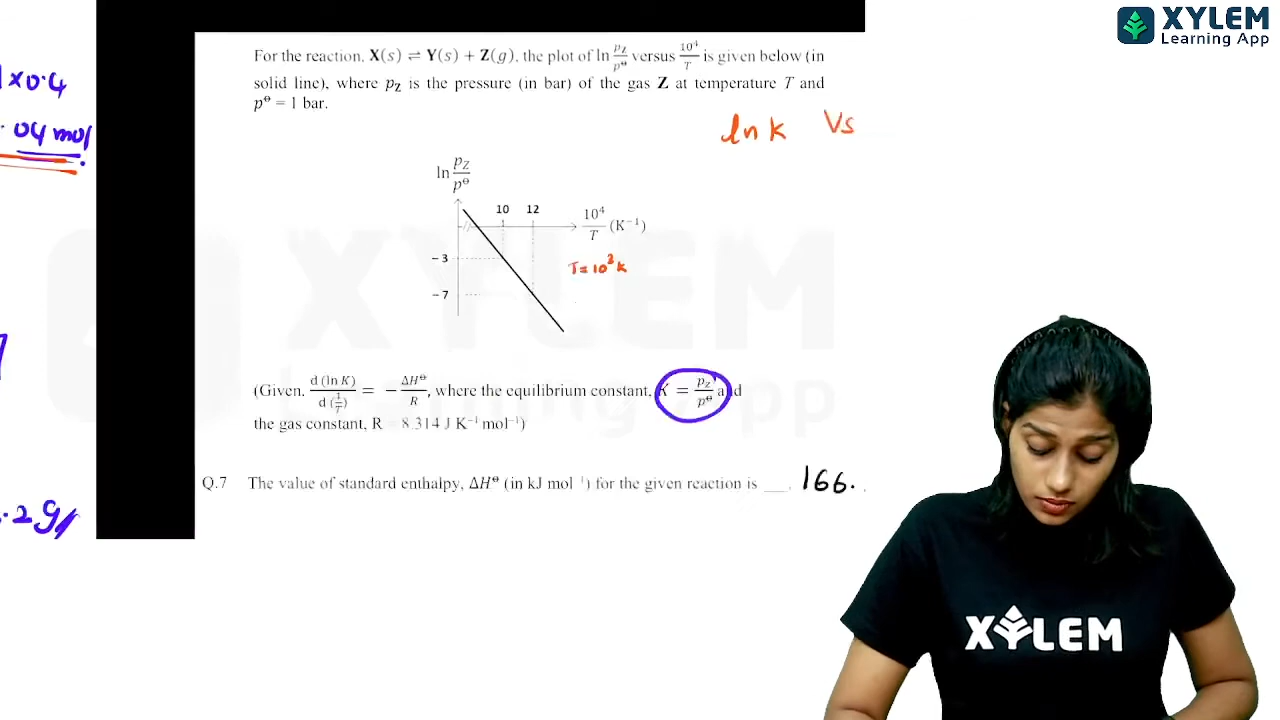 XYLEM
Learning App
For the reaction, X(s) ⇌ Y(s) + Z(g), the plot of ln pZ/p⊖ versus 10⁴/T is given below (in
solid line), where pZ is the pressure (in bar) of the gas Z at temperature T and
p⊖ = 1 bar.
×0.4
04 mol
ln k Vs
ln pZ/p⊖
10 12
10⁴/T (K⁻¹)
T = 10³ k
-3
-7
(Given, d (ln K)/d (1/T) = − ΔH⊖/R, where the equilibrium constant, K = pZ/p⊖ and
the gas constant, R = 8.314 J K⁻¹ mol⁻¹)
Q.7 The value of standard enthalpy, ΔH⊖ (in kJ mol⁻¹) for the given reaction is ___. 166.
.2g
XYLEM
Learning App
XYLEM